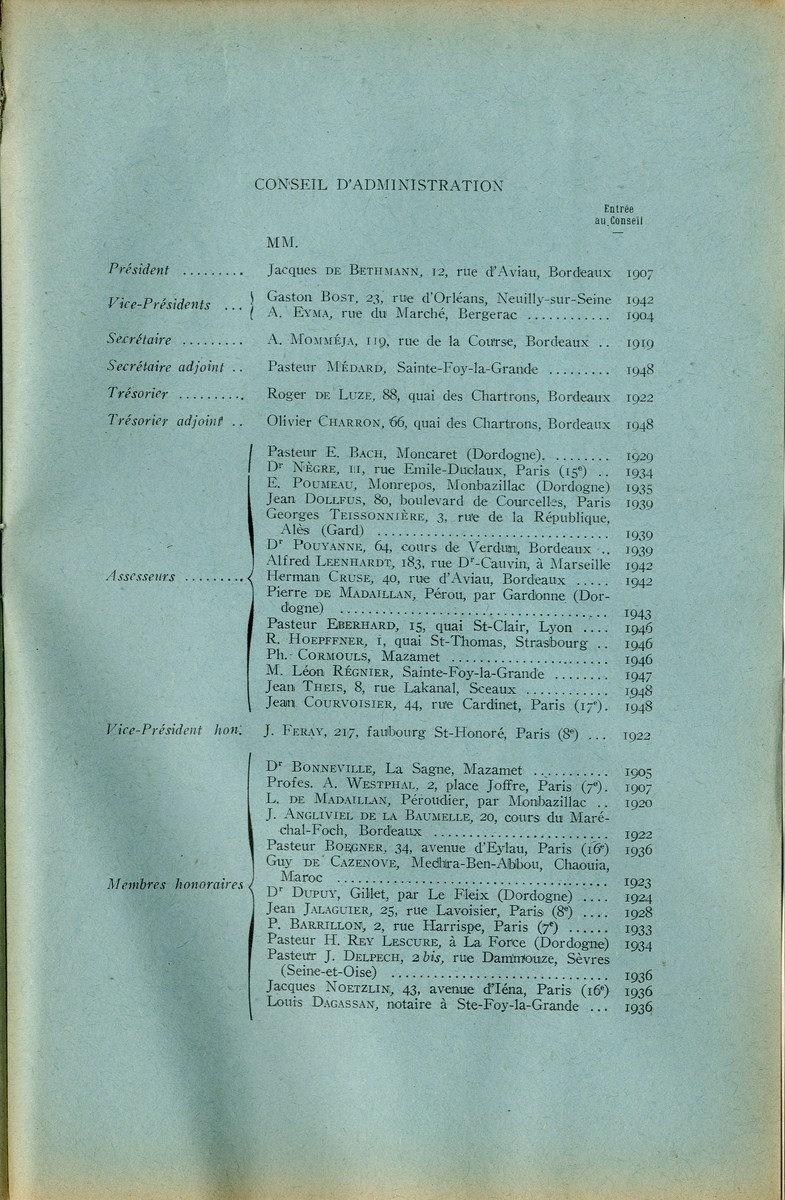 CONSEIL D'ADMINISTRATION
Entrée
au Conseil
MM.
Président ......... Jacques DE BETHMANN, 12, rue d'Aviau, Bordeaux 1907
Vice-Présidents ... Gaston BOST, 23, rue d'Orléans, Neuilly-sur-Seine 1942
A. EYMA, rue du Marché, Bergerac ............ 1904
Secrétaire ......... A. MOMMÉJA, 119, rue de la Course, Bordeaux .. 1919
Secrétaire adjoint .. Pasteur MÉDARD, Sainte-Foy-la-Grande ......... 1948
Trésorier .......... Roger DE LUZE, 88, quai des Chartrons, Bordeaux 1922
Trésorier adjoint .. Olivier CHARRON, 66, quai des Chartrons, Bordeaux 1948
Assesseurs .........
Pasteur E. BACH, Moncaret (Dordogne). ........ 1929
Dr NÈGRE, 111, rue Emile-Duclaux, Paris (15e) .. 1934
E. POUMEAU, Monrepos, Monbazillac (Dordogne) 1935
Jean DOLLFUS, 80, boulevard de Courcelles, Paris 1939
Georges TEISSONNIÈRE, 3, rue de la République,
Alès (Gard) .................................. 1939
Dr POUYANNE, 64, cours de Verdun, Bordeaux .. 1939
Alfred LEENHARDT, 183, rue Dr-Cauvin, à Marseille 1942
Herman CRUSE, 40, rue d'Aviau, Bordeaux ..... 1942
Pierre DE MADAILLAN, Pérou, par Gardonne (Dor-
dogne) ...................................... 1943
Pasteur EBERHARD, 15, quai St-Clair, Lyon .... 1946
R. HOEPFFNER, 1, quai St-Thomas, Strasbourg .. 1946
Ph. CORMOULS, Mazamet ....................... 1946
M. Léon RÉGNIER, Sainte-Foy-la-Grande ........ 1947
Jean THEIS, 8, rue Lakanal, Sceaux ............ 1948
Jean COURVOISIER, 44, rue Cardinet, Paris (17e). 1948
Vice-Président hon. J. FERAY, 217, faubourg St-Honoré, Paris (8e) ... 1922
Membres honoraires
Dr BONNEVILLE, La Sagne, Mazamet ........... 1905
Profes. A. WESTPHAL, 2, place Joffre, Paris (7e). 1907
L. DE MADAILLAN, Péroudier, par Monbazillac .. 1920
J. ANGLIVIEL DE LA BAUMELLE, 20, cours du Maré-
chal-Foch, Bordeaux ......................... 1922
Pasteur BOEGNER, 34, avenue d'Eylau, Paris (16e) 1936
Guy DE CAZENOVE, Medhra-Ben-Abbou, Chaouia,
Maroc ....................................... 1923
Dr DUPUY, Gillet, par Le Fleix (Dordogne) .... 1924
Jean JALAGUIER, 25, rue Lavoisier, Paris (8e) .... 1928
P. BARRILLON, 2, rue Harrispe, Paris (7e) ...... 1933
Pasteur H. REY LESCURE, à La Force (Dordogne) 1934
Pasteur J. DELPECH, 2 bis, rue Dammouze, Sèvres
(Seine-et-Oise) ............................... 1936
Jacques NOETZLIN, 43, avenue d'Iéna, Paris (16e) 1936
Louis DAGASSAN, notaire à Ste-Foy-la-Grande ... 1936